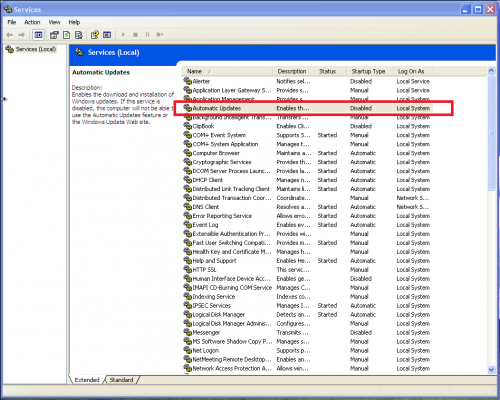 Services
File Action View Help
Services (Local)
Services (Local)
Automatic Updates
Description:
Enables the download and installation of
Windows updates. If this service is
disabled, this computer will not be able
use the Automatic Updates feature or
the Windows Update Web site.
Name Description Status Startup Type Log On As
Alerter Notifies sel... Disabled Local Service
Application Layer Gateway S... Provides s... Manual Local Service
Application Management Provides s... Manual Local System
Automatic Updates Enables th... Disabled Local System
Background Intelligent Trans... Transfers ... Manual Local System
ClipBook Enables Cli... Disabled Local System
COM+ Event System Supports S... Started Manual Local System
COM+ System Application Manages t... Manual Local System
Computer Browser Maintains a... Started Automatic Local System
Cryptographic Services Provides th... Started Automatic Local System
DCOM Server Process Launc... Provides la... Started Automatic Local System
DHCP Client Manages n... Started Automatic Local System
Distributed Link Tracking Client Maintains li... Started Automatic Local System
Distributed Transaction Coor... Coordinate... Manual Network S...
DNS Client Resolves a... Started Automatic Network S...
Error Reporting Service Allows erro... Started Automatic Local System
Event Log Enables ev... Started Automatic Local System
Extensible Authentication Pr... Provides wi... Manual Local System
Fast User Switching Compati... Provides m... Started Manual Local System
Health Key and Certificate M... Manages h... Manual Local System
Help and Support Enables He... Started Automatic Local System
HTTP SSL This servic... Manual Local System
Human Interface Device Acc... Enables ge... Disabled Local System
IMAPI CD-Burning COM Service Manages C... Manual Local System
Indexing Service Indexes co... Manual Local System
IPSEC Services Manages I... Started Automatic Local System
Logical Disk Manager Detects an... Started Automatic Local System
Logical Disk Manager Adminis... Configures... Manual Local System
Messenger Transmits ... Disabled Local System
MS Software Shadow Copy P... Manages s... Manual Local System
Net Logon Supports p... Manual Local System
NetMeeting Remote Desktop... Enables an... Manual Local System
Network Access Protection A... Allows win... Manual Local System
Extended Standard